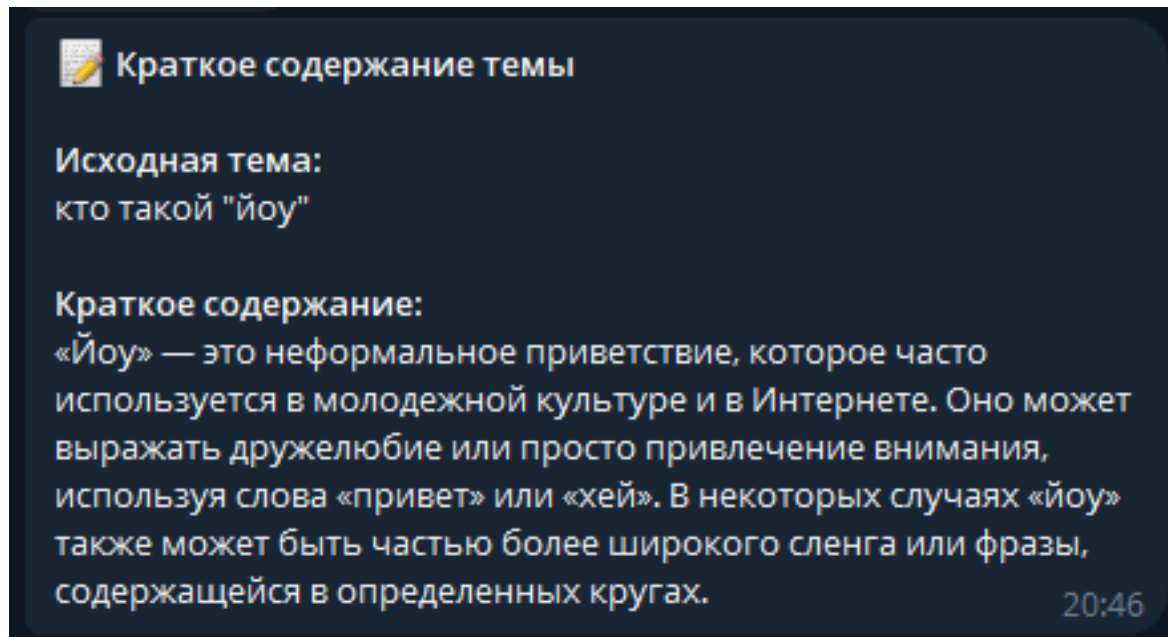 Краткое содержание темы
Исходная тема:
кто такой "йоу"
Краткое содержание:
«Йоу» — это неформальное приветствие, которое часто
используется в молодежной культуре и в Интернете. Оно может
выражать дружелюбие или просто привлечение внимания,
используя слова «привет» или «хей». В некоторых случаях «йоу»
также может быть частью более широкого сленга или фразы,
содержащейся в определенных кругах.
20:46